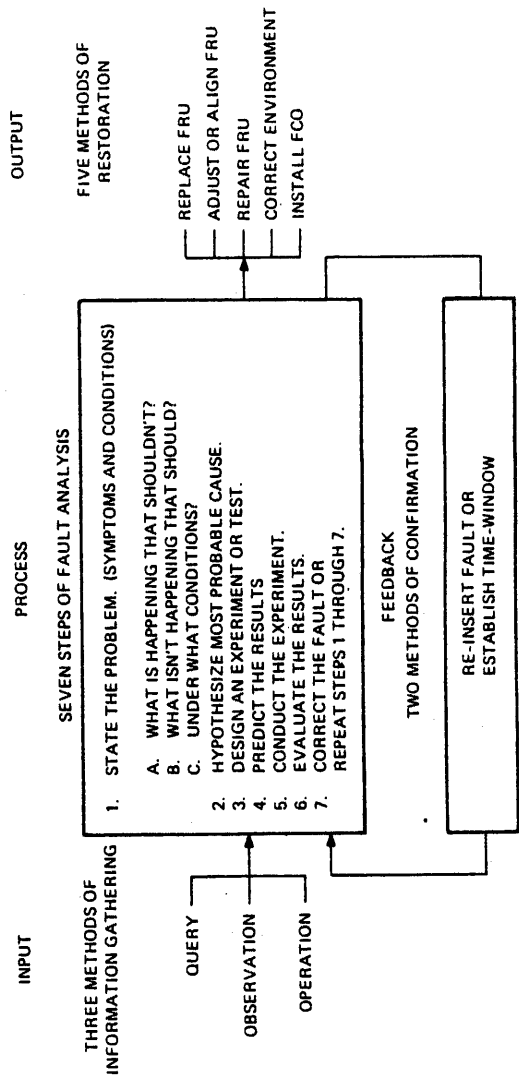 INPUT
THREE METHODS OF
INFORMATION GATHERING
QUERY
OBSERVATION
OPERATION
PROCESS
SEVEN STEPS OF FAULT ANALYSIS
1. STATE THE PROBLEM. (SYMPTOMS AND CONDITIONS)
A. WHAT IS HAPPENING THAT SHOULDN'T?
B. WHAT ISN'T HAPPENING THAT SHOULD?
C. UNDER WHAT CONDITIONS?
2. HYPOTHESIZE MOST PROBABLE CAUSE.
3. DESIGN AN EXPERIMENT OR TEST.
4. PREDICT THE RESULTS
5. CONDUCT THE EXPERIMENT.
6. EVALUATE THE RESULTS.
7. CORRECT THE FAULT OR
REPEAT STEPS 1 THROUGH 7.
OUTPUT
FIVE METHODS OF
RESTORATION
REPLACE FRU
ADJUST OR ALIGN FRU
REPAIR FRU
CORRECT ENVIRONMENT
INSTALL FCO
FEEDBACK
TWO METHODS OF CONFIRMATION
RE-INSERT FAULT OR
ESTABLISH TIME-WINDOW